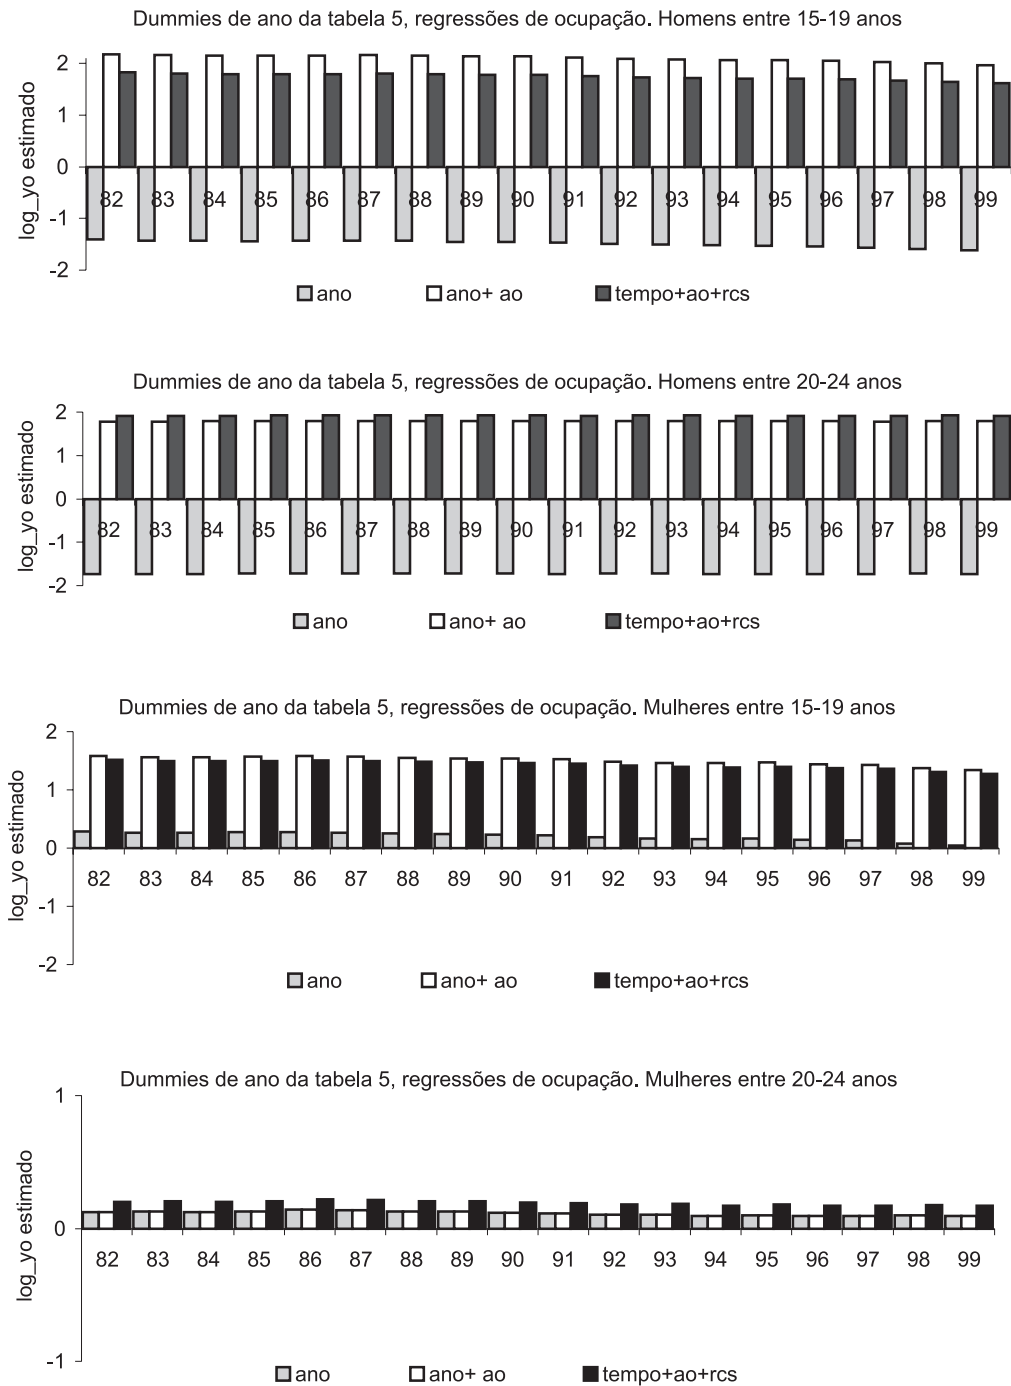 Dummies de ano da tabela 5, regressões de ocupação. Homens entre 15-19 anos
log_yo estimado
2
1
0
-1
-2
82 83 84 85 86 87 88 89 90 91 92 93 94 95 96 97 98 99
ano ano+ ao tempo+ao+rcs
Dummies de ano da tabela 5, regressões de ocupação. Homens entre 20-24 anos
log_yo estimado
2
1
0
-1
-2
82 83 84 85 86 87 88 89 90 91 92 93 94 95 96 97 98 99
ano ano+ ao tempo+ao+rcs
Dummies de ano da tabela 5, regressões de ocupação. Mulheres entre 15-19 anos
log_yo estimado
2
1
0
-1
-2
82 83 84 85 86 87 88 89 90 91 92 93 94 95 96 97 98 99
ano ano+ ao tempo+ao+rcs
Dummies de ano da tabela 5, regressões de ocupação. Mulheres entre 20-24 anos
log_yo estimado
1
0
-1
82 83 84 85 86 87 88 89 90 91 92 93 94 95 96 97 98 99
ano ano+ ao tempo+ao+rcs